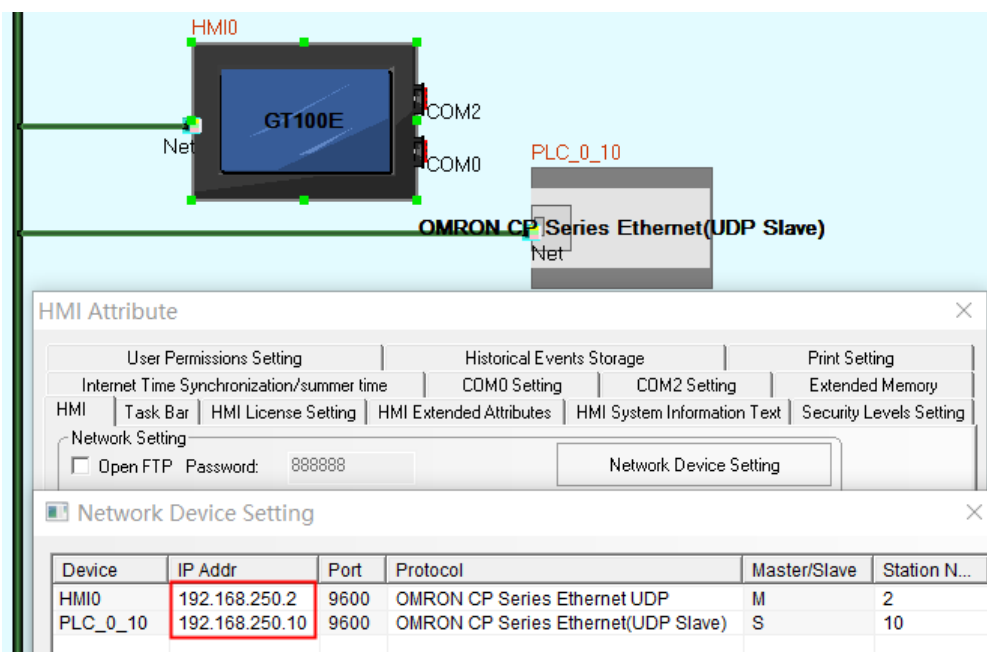 HMI0
GT100E
COM2
Net
COM0
PLC_0_10
OMRON CP Series Ethernet(UDP Slave)
Net
HMI Attribute
User Permissions Setting Historical Events Storage Print Setting
Internet Time Synchronization/summer time COM0 Setting COM2 Setting Extended Memory
HMI Task Bar HMI License Setting HMI Extended Attributes HMI System Information Text Security Levels Setting
Network Setting
Open FTP Password: 888888 Network Device Setting
Network Device Setting
Device IP Addr Port Protocol Master/Slave Station N...
HMI0 192.168.250.2 9600 OMRON CP Series Ethernet UDP M 2
PLC_0_10 192.168.250.10 9600 OMRON CP Series Ethernet(UDP Slave) S 10